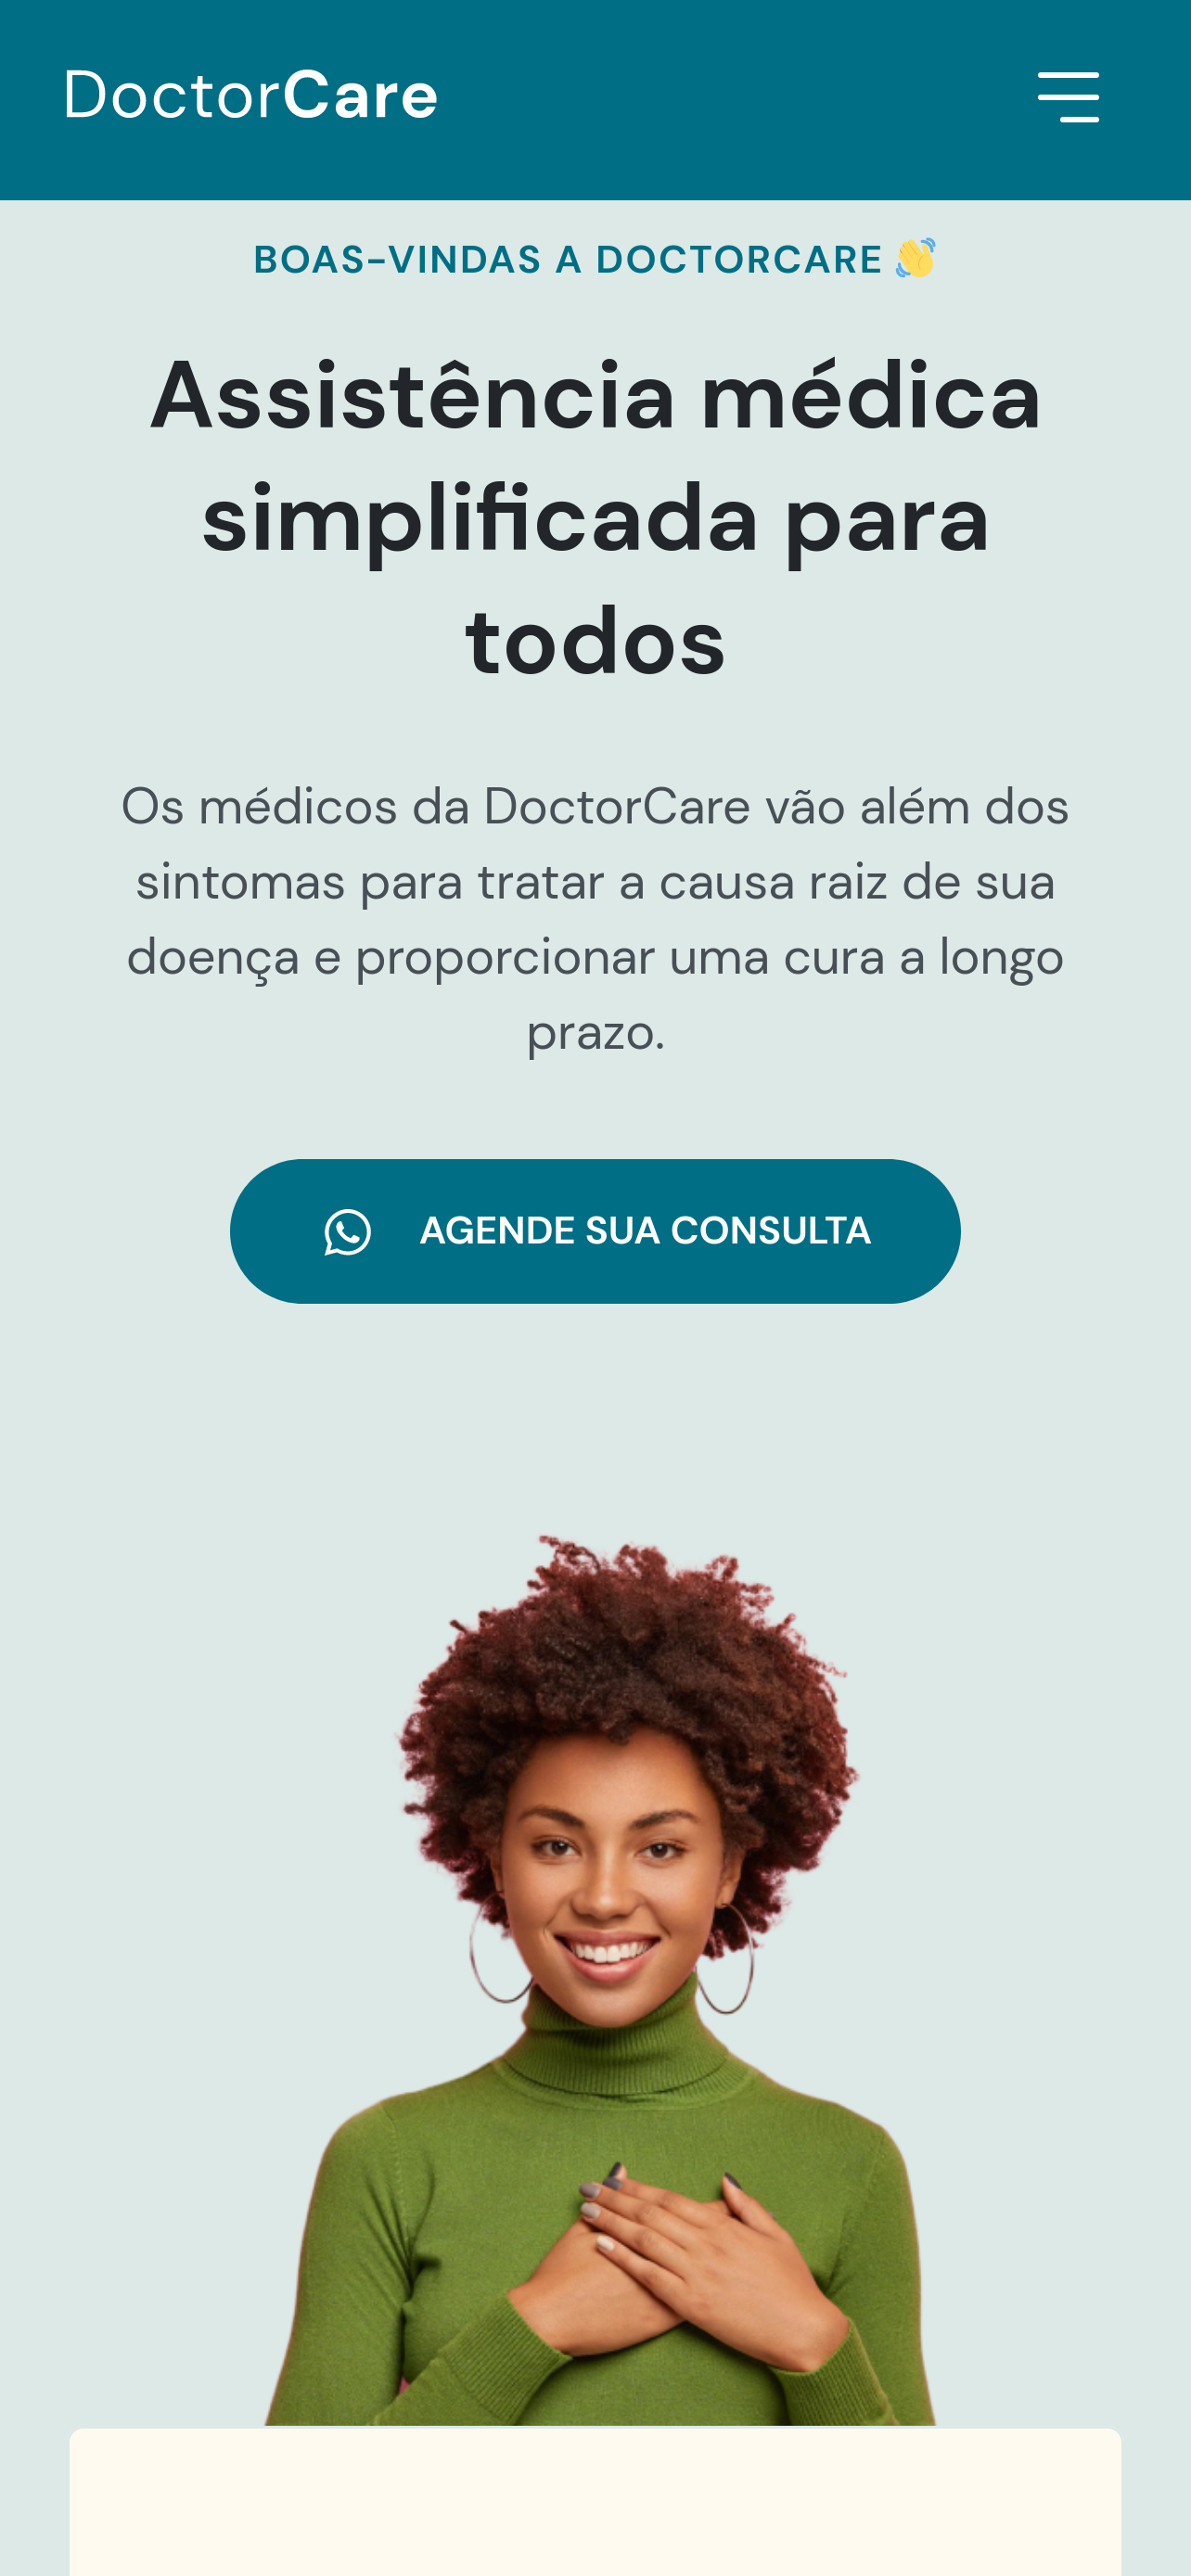 DoctorCare
BOAS-VINDAS A DOCTORCARE 👋
Assistência médica
simplificada para
todos
Os médicos da DoctorCare vão além dos
sintomas para tratar a causa raiz de sua
doença e proporcionar uma cura a longo
prazo.
AGENDE SUA CONSULTA